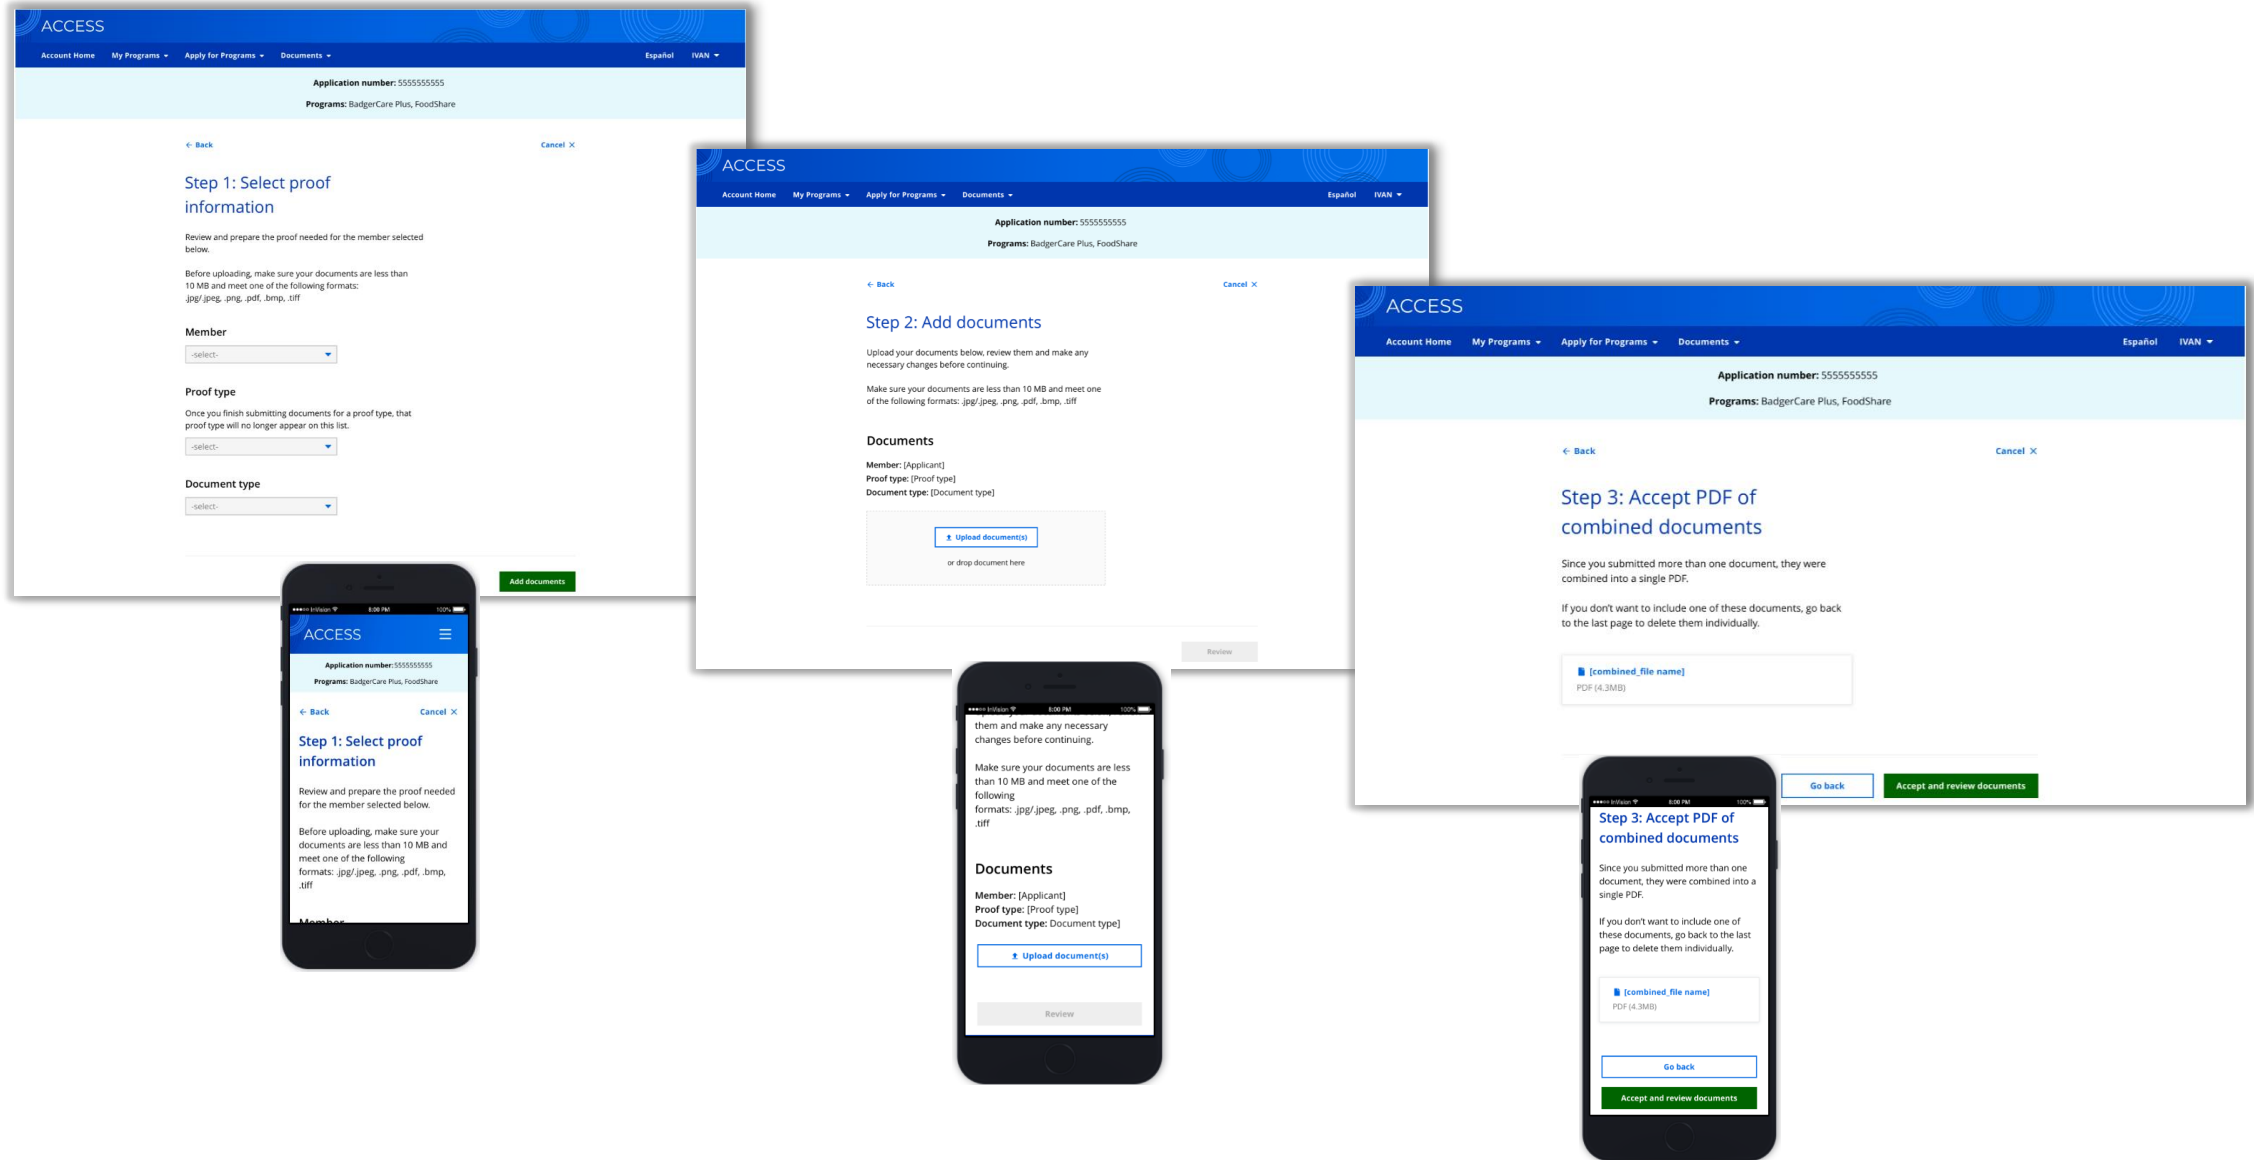 ACCESS
Account Home My Programs Apply for Programs Documents Español IVAN
Application number: 5555555555
Programs: BadgerCare Plus, FoodShare
← Back Cancel ×
Step 1: Select proof
information
Review and prepare the proof needed for the member selected
below.
Before uploading, make sure your documents are less than
10 MB and meet one of the following formats:
.jpg/.jpeg, .png, .pdf, .bmp, .tiff
Member
-select-
Proof type
Once you finish submitting documents for a proof type, that
proof type will no longer appear on this list.
-select-
Document type
-select-
Add documents
InVision 8:00 PM 100%
ACCESS
Application number: 5555555555
Programs: BadgerCare Plus, FoodShare
← Back Cancel ×
Step 1: Select proof
information
Review and prepare the proof needed
for the member selected below.
Before uploading, make sure your
documents are less than 10 MB and
meet one of the following
formats: .jpg/.jpeg, .png, .pdf, .bmp,
.tiff
Member
ACCESS
Account Home My Programs Apply for Programs Documents Español IVAN
Application number: 5555555555
Programs: BadgerCare Plus, FoodShare
← Back Cancel ×
Step 2: Add documents
Upload your documents below, review them and make any
necessary changes before continuing.
Make sure your documents are less than 10 MB and meet one
of the following formats: .jpg/.jpeg, .png, .pdf, .bmp, .tiff
Documents
Member: [Applicant]
Proof type: [Proof type]
Document type: [Document type]
Upload document(s)
or drop document here
Review
InVision 8:00 PM 100%
them and make any necessary
changes before continuing.
Make sure your documents are less
than 10 MB and meet one of the
following
formats: .jpg/.jpeg, .png, .pdf, .bmp,
.tiff
Documents
Member: [Applicant]
Proof type: [Proof type]
Document type: Document type]
Upload document(s)
Review
ACCESS
Account Home My Programs Apply for Programs Documents Español IVAN
Application number: 5555555555
Programs: BadgerCare Plus, FoodShare
← Back Cancel ×
Step 3: Accept PDF of
combined documents
Since you submitted more than one document, they were
combined into a single PDF.
If you don't want to include one of these documents, go back
to the last page to delete them individually.
[combined_file name]
PDF (4.3MB)
Go back Accept and review documents
InVision 8:00 PM 100%
Step 3: Accept PDF of
combined documents
Since you submitted more than one
document, they were combined into a
single PDF.
If you don't want to include one of
these documents, go back to the last
page to delete them individually.
[combined_file name]
PDF (4.3MB)
Go back
Accept and review documents